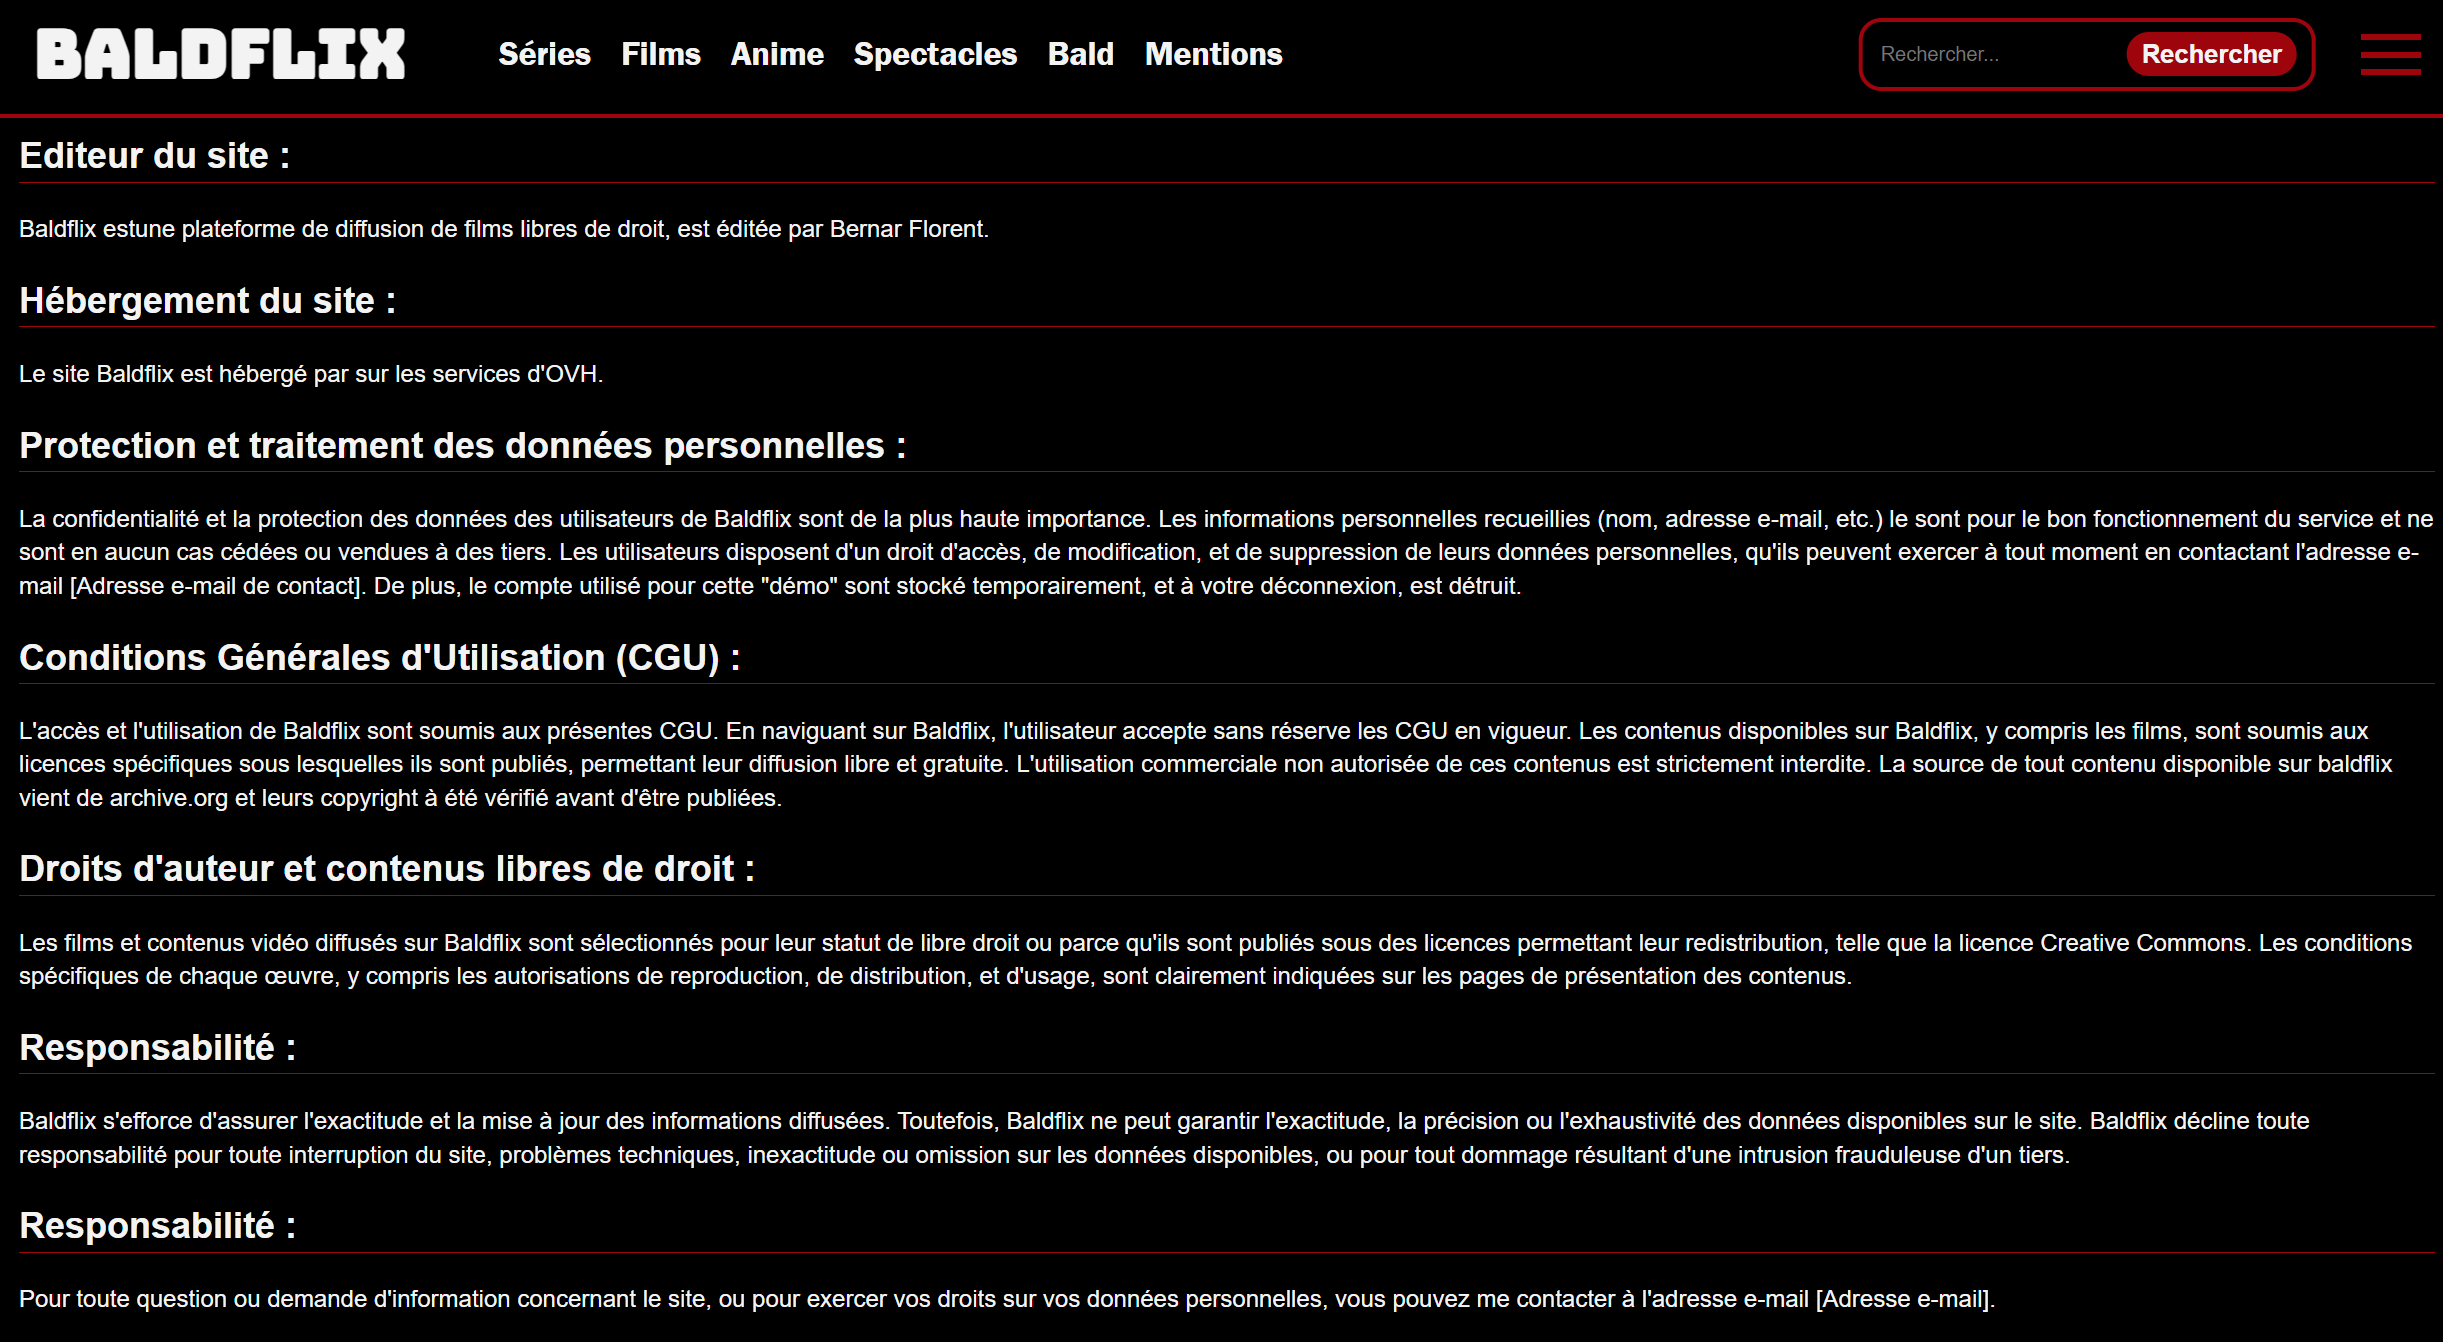 BALDFLIX
Séries Films Anime Spectacles Bald Mentions
Rechercher... Rechercher
Editeur du site :
Baldflix estune plateforme de diffusion de films libres de droit, est éditée par Bernar Florent.
Hébergement du site :
Le site Baldflix est hébergé par sur les services d'OVH.
Protection et traitement des données personnelles :
La confidentialité et la protection des données des utilisateurs de Baldflix sont de la plus haute importance. Les informations personnelles recueillies (nom, adresse e-mail, etc.) le sont pour le bon fonctionnement du service et ne
sont en aucun cas cédées ou vendues à des tiers. Les utilisateurs disposent d'un droit d'accès, de modification, et de suppression de leurs données personnelles, qu'ils peuvent exercer à tout moment en contactant l'adresse e-
mail [Adresse e-mail de contact]. De plus, le compte utilisé pour cette "démo" sont stocké temporairement, et à votre déconnexion, est détruit.
Conditions Générales d'Utilisation (CGU) :
L'accès et l'utilisation de Baldflix sont soumis aux présentes CGU. En naviguant sur Baldflix, l'utilisateur accepte sans réserve les CGU en vigueur. Les contenus disponibles sur Baldflix, y compris les films, sont soumis aux
licences spécifiques sous lesquelles ils sont publiés, permettant leur diffusion libre et gratuite. L'utilisation commerciale non autorisée de ces contenus est strictement interdite. La source de tout contenu disponible sur baldflix
vient de archive.org et leurs copyright à été vérifié avant d'être publiées.
Droits d'auteur et contenus libres de droit :
Les films et contenus vidéo diffusés sur Baldflix sont sélectionnés pour leur statut de libre droit ou parce qu'ils sont publiés sous des licences permettant leur redistribution, telle que la licence Creative Commons. Les conditions
spécifiques de chaque œuvre, y compris les autorisations de reproduction, de distribution, et d'usage, sont clairement indiquées sur les pages de présentation des contenus.
Responsabilité :
Baldflix s'efforce d'assurer l'exactitude et la mise à jour des informations diffusées. Toutefois, Baldflix ne peut garantir l'exactitude, la précision ou l'exhaustivité des données disponibles sur le site. Baldflix décline toute
responsabilité pour toute interruption du site, problèmes techniques, inexactitude ou omission sur les données disponibles, ou pour tout dommage résultant d'une intrusion frauduleuse d'un tiers.
Responsabilité :
Pour toute question ou demande d'information concernant le site, ou pour exercer vos droits sur vos données personnelles, vous pouvez me contacter à l'adresse e-mail [Adresse e-mail].